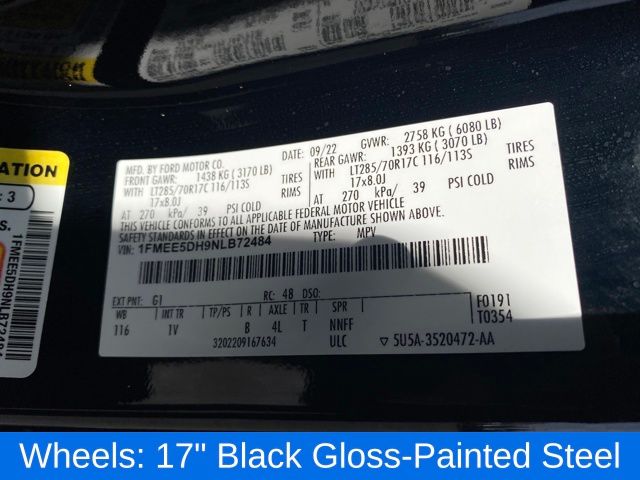 MFD. BY FORD MOTOR CO.
DATE: 09/22 GVWR: 2758 KG ( 6080 LB)
FRONT GAWR: 1438 KG ( 3170 LB) REAR GAWR: 1393 KG ( 3070 LB)
WITH LT285/70R17C 116/113S TIRES WITH LT285/70R17C 116/113S TIRES
17x8.0J RIMS 17x8.0J RIMS
AT 270 kPa/ 39 PSI COLD AT 270 kPa/ 39 PSI COLD
THIS VEHICLE CONFORMS TO ALL APPLICABLE FEDERAL MOTOR VEHICLE
SAFETY STANDARDS IN EFFECT ON THE DATE OF MANUFACTURE SHOWN ABOVE.
VIN: 1FMEE5DH9NLB72484 TYPE: MPV
EXT PNT: G1 RC: 48 DSO: F0191
WB INT TR TP/PS R AXLE TR SPR T0354
116 1V B 4L T NNFF
3202209167634 ULC ▽ 5U5A-3520472-AA
ATION
: 3
S.
1FMEE5DH9NLB72484
Wheels: 17" Black Gloss-Painted Steel